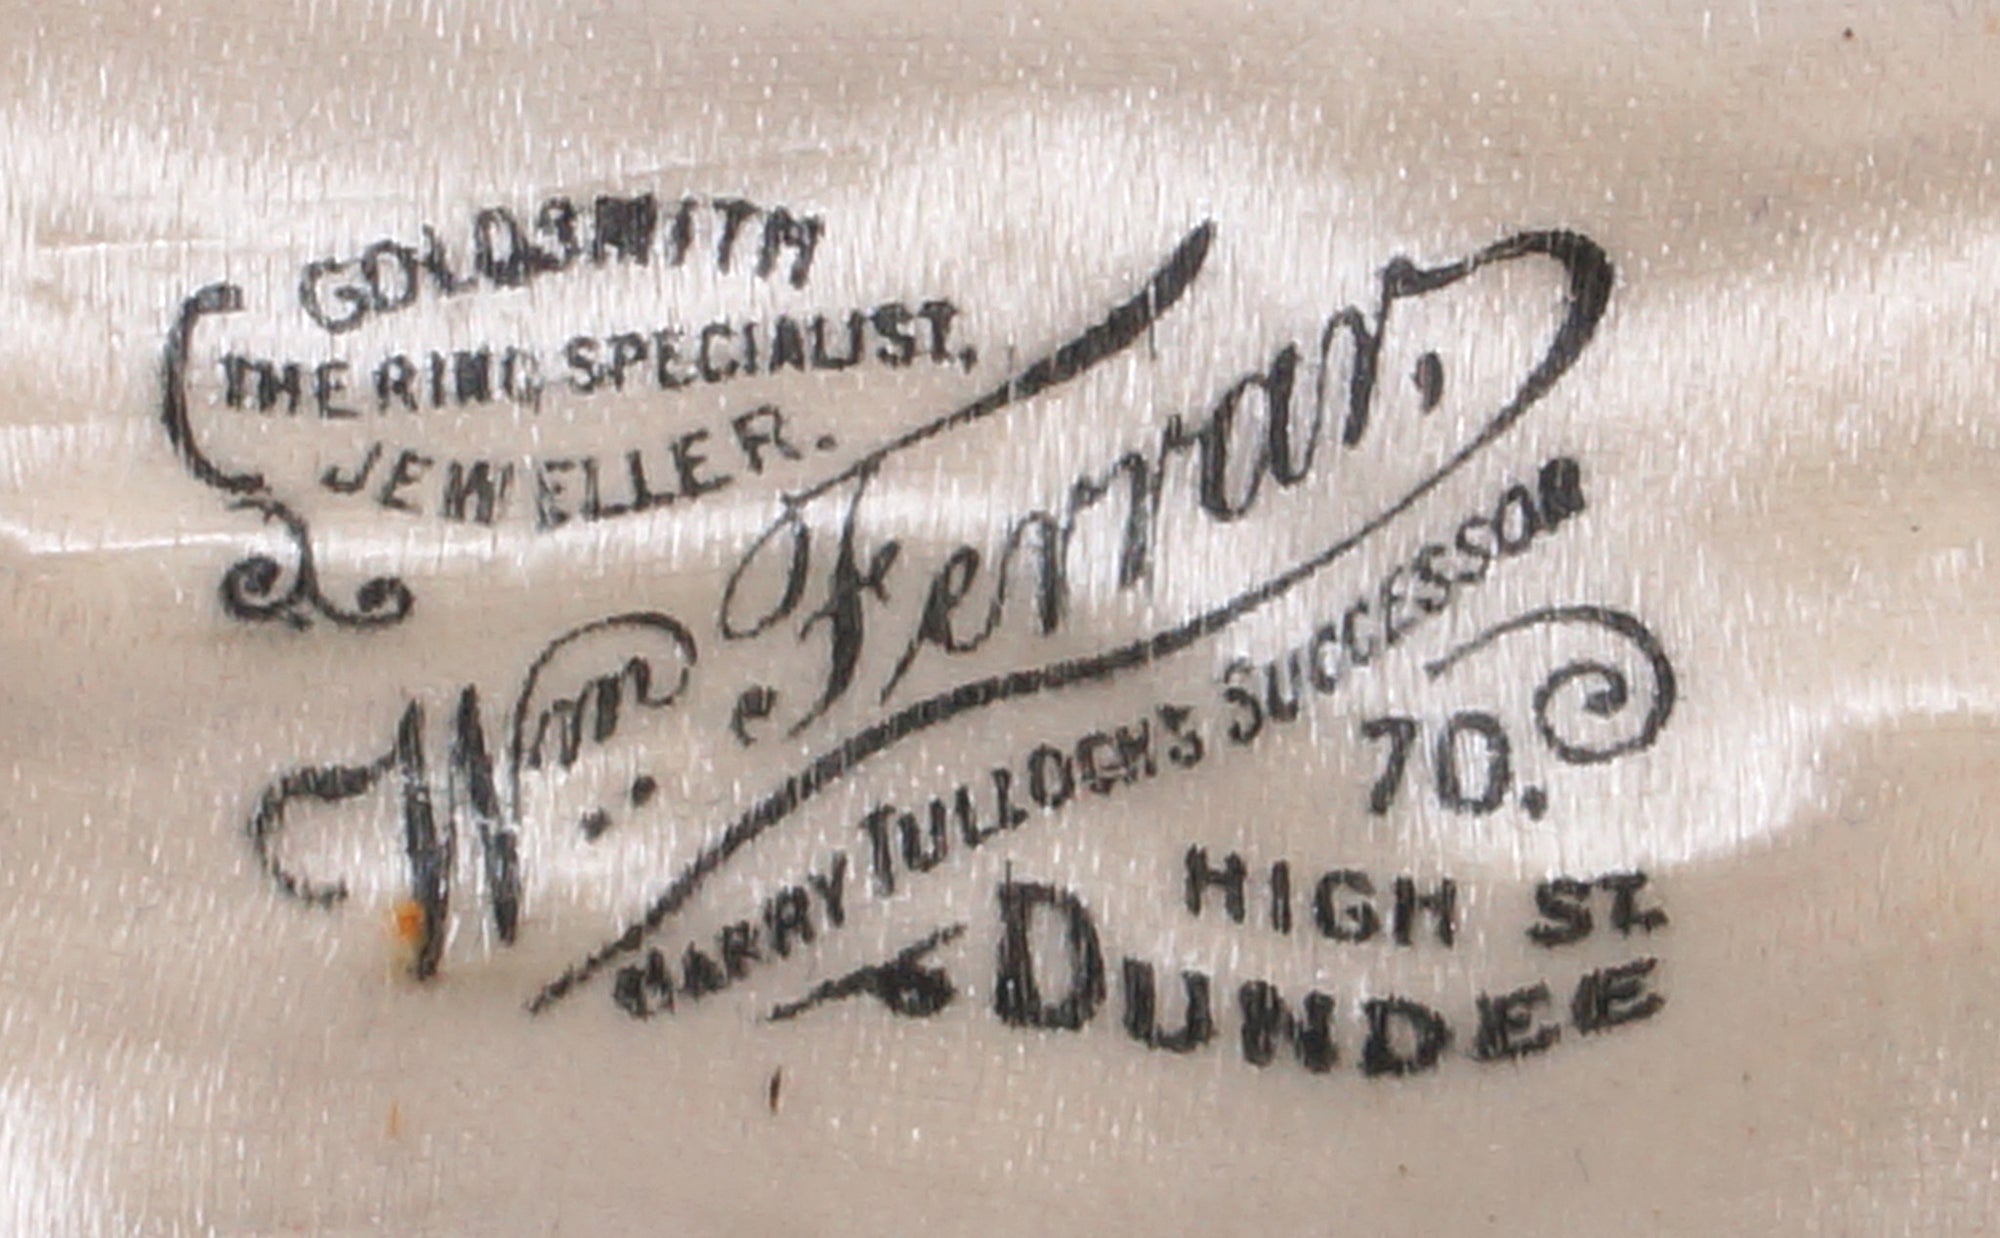 GOLDSMITH
THE RING SPECIALIST,
JEWELLER.
Wm. Ferrar,
HARRY TULLOCH'S SUCCESSOR
70,
HIGH ST.
DUNDEE